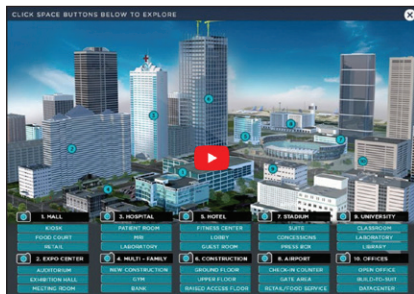 CLICK SPACE BUTTONS BELOW TO EXPLORE
1. MALL
KIOSK
FOOD COURT
RETAIL
2. EXPO CENTER
AUDITORIUM
EXHIBITION HALL
MEETING ROOM
3. HOSPITAL
PATIENT ROOM
MRI
LABORATORY
4. MULTI - FAMILY
NEW CONSTRUCTION
GYM
BANK
5. HOTEL
FITNESS CENTER
LOBBY
GUEST ROOM
6. CONSTRUCTION
GROUND FLOOR
UPPER FLOOR
RAISED ACCESS FLOOR
7. STADIUM
SUITE
CONCESSIONS
PRESS BOX
8. AIRPORT
CHECK-IN COUNTER
GATE AREA
RETAIL/FOOD SERVICE
9. UNIVERSITY
CLASSROOM
LABORATORY
LIBRARY
10. OFFICES
OPEN OFFICE
BUILD-TO-SUIT
DATACENTER